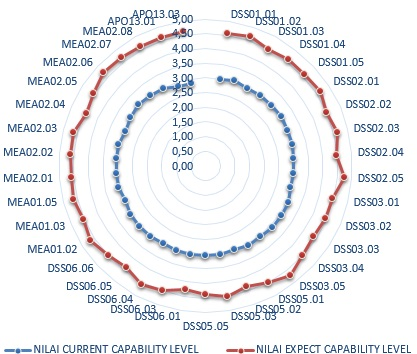 5,00
4,50
4,00
3,50
3,00
2,50
2,00
1,50
1,00
0,50
0,00
DSS01.01
DSS01.02
DSS01.03
DSS01.04
DSS01.05
DSS02.01
DSS02.02
DSS02.03
DSS02.04
DSS02.05
DSS03.01
DSS03.02
DSS03.03
DSS03.04
DSS03.05
DSS05.01
DSS05.02
DSS05.03
DSS05.05
DSS06.01
DSS06.03
DSS06.04
DSS06.05
DSS06.06
MEA01.02
MEA01.03
MEA01.05
MEA02.01
MEA02.02
MEA02.03
MEA02.04
MEA02.05
MEA02.06
MEA02.07
MEA02.08
APO13.01
APO13.03
NILAI CURRENT CAPABILITY LEVEL
NILAI EXPECT CAPABILITY LEVEL